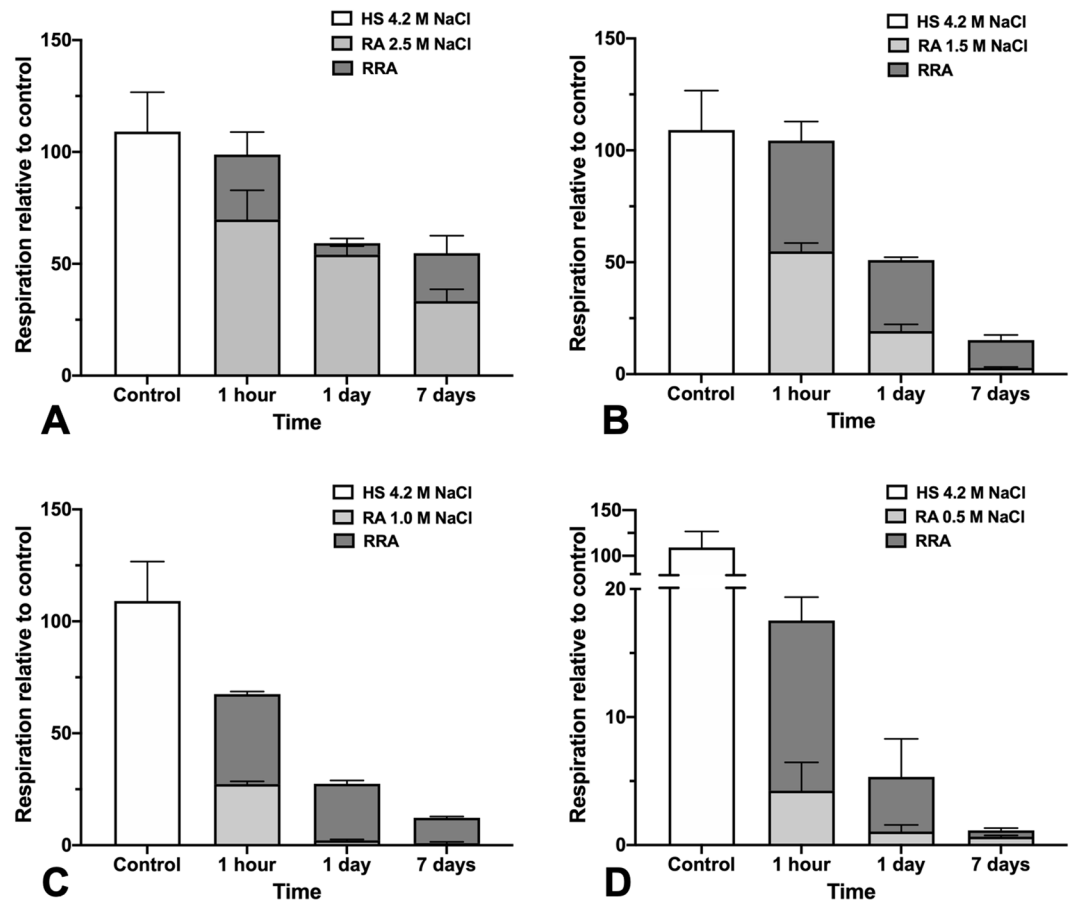 HS 4.2 M NaCl
RA 2.5 M NaCl
RRA
150
100
50
0
Respiration relative to control
Control 1 hour 1 day 7 days
Time
A
HS 4.2 M NaCl
RA 1.5 M NaCl
RRA
150
100
50
0
Respiration relative to control
Control 1 hour 1 day 7 days
Time
B
HS 4.2 M NaCl
RA 1.0 M NaCl
RRA
150
100
50
0
Respiration relative to control
Control 1 hour 1 day 7 days
Time
C
HS 4.2 M NaCl
RA 0.5 M NaCl
RRA
150
100
20
10
0
Respiration relative to control
Control 1 hour 1 day 7 days
Time
D